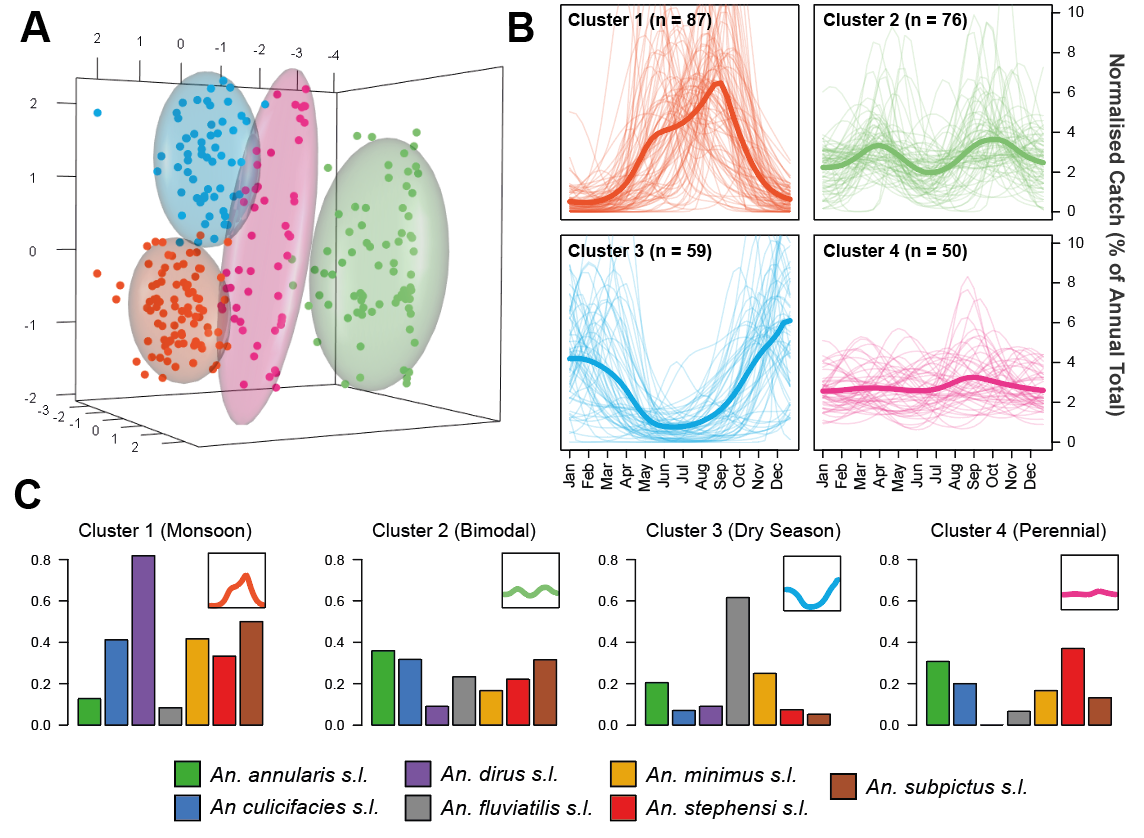 A
2 1 0 -1 -2 -3 -4
2
1
0
-1
-2
-3 -2 -1 0 1 2
B
Cluster 1 (n = 87)
Cluster 2 (n = 76)
10
8
6
4
2
0
Cluster 3 (n = 59)
Cluster 4 (n = 50)
10
8
6
4
2
0
Normalised Catch (% of Annual Total)
Jan Feb Mar Apr May Jun Jul Aug Sep Oct Nov Dec
Jan Feb Mar Apr May Jun Jul Aug Sep Oct Nov Dec
C
Cluster 1 (Monsoon)
0.8
0.6
0.4
0.2
0.0
Cluster 2 (Bimodal)
0.8
0.6
0.4
0.2
0.0
Cluster 3 (Dry Season)
0.8
0.6
0.4
0.2
0.0
Cluster 4 (Perennial)
0.8
0.6
0.4
0.2
0.0
An. annularis s.l.
An. dirus s.l.
An. minimus s.l.
An. subpictus s.l.
An culicifacies s.l.
An. fluviatilis s.l.
An. stephensi s.l.